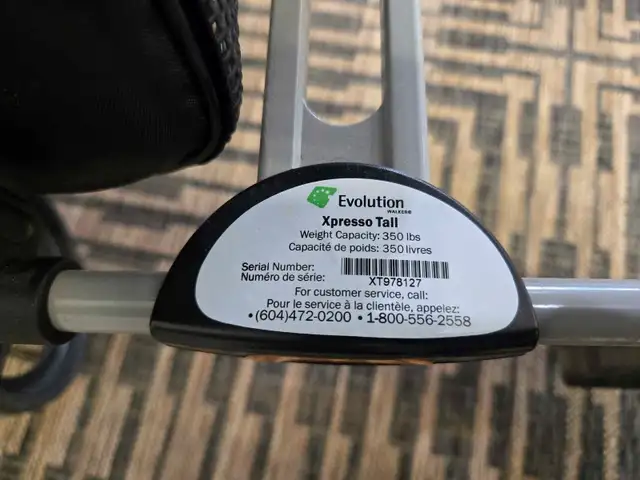 Evolution
WALKERS
Xpresso Tall
Weight Capacity: 350 lbs
Capacité de poids: 350 livres
Serial Number:
Numéro de série:
XT978127
For customer service, call:
Pour le service à la clientèle, appelez:
•(604)472-0200 • 1-800-556-2558